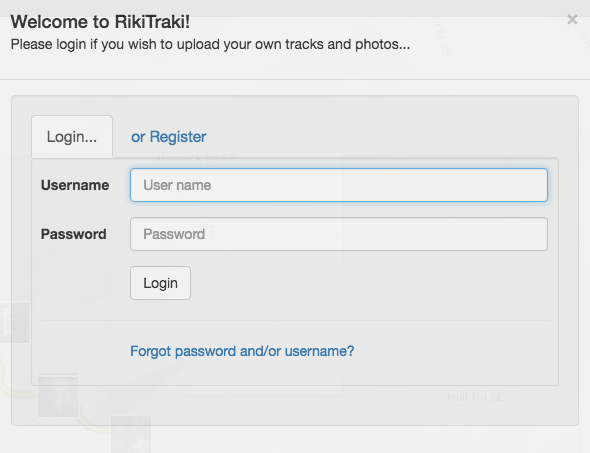 Welcome to RikiTraki!
×
Please login if you wish to upload your own tracks and photos...
Login...
or Register
Username
User name
Password
Password
Login
Forgot password and/or username?